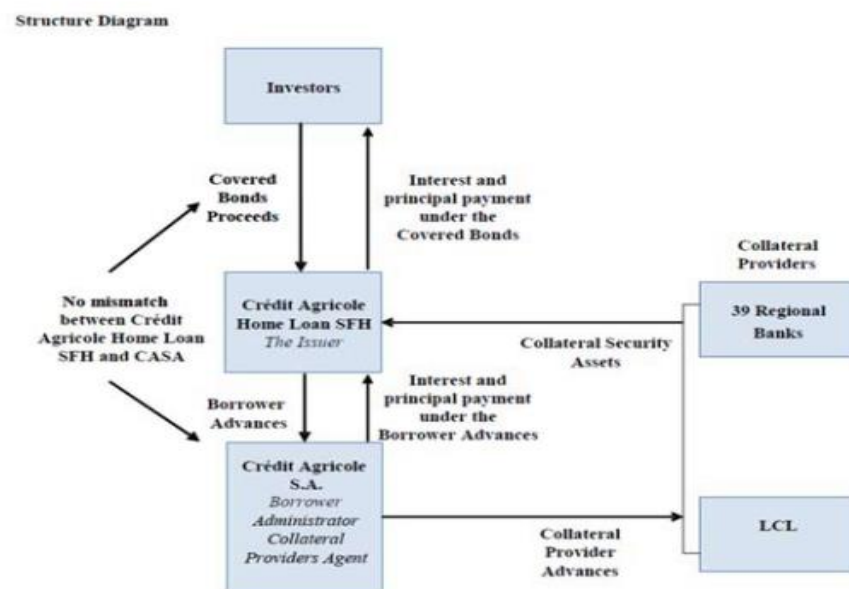 Structure Diagram
Investors
Covered
Bonds
Proceeds
Interest and
principal payment
under the
Covered Bonds
Collateral
Providers
No mismatch
between Crédit
Agricole Home Loan
SFH and CASA
Crédit Agricole
Home Loan SFH
The Issuer
39 Regional
Banks
Collateral Security
Assets
Borrower
Advances
Interest and
principal payment
under the
Borrower Advances
Crédit Agricole
S.A.
Borrower
Administrator
Collateral
Providers Agent
LCL
Collateral
Provider
Advances